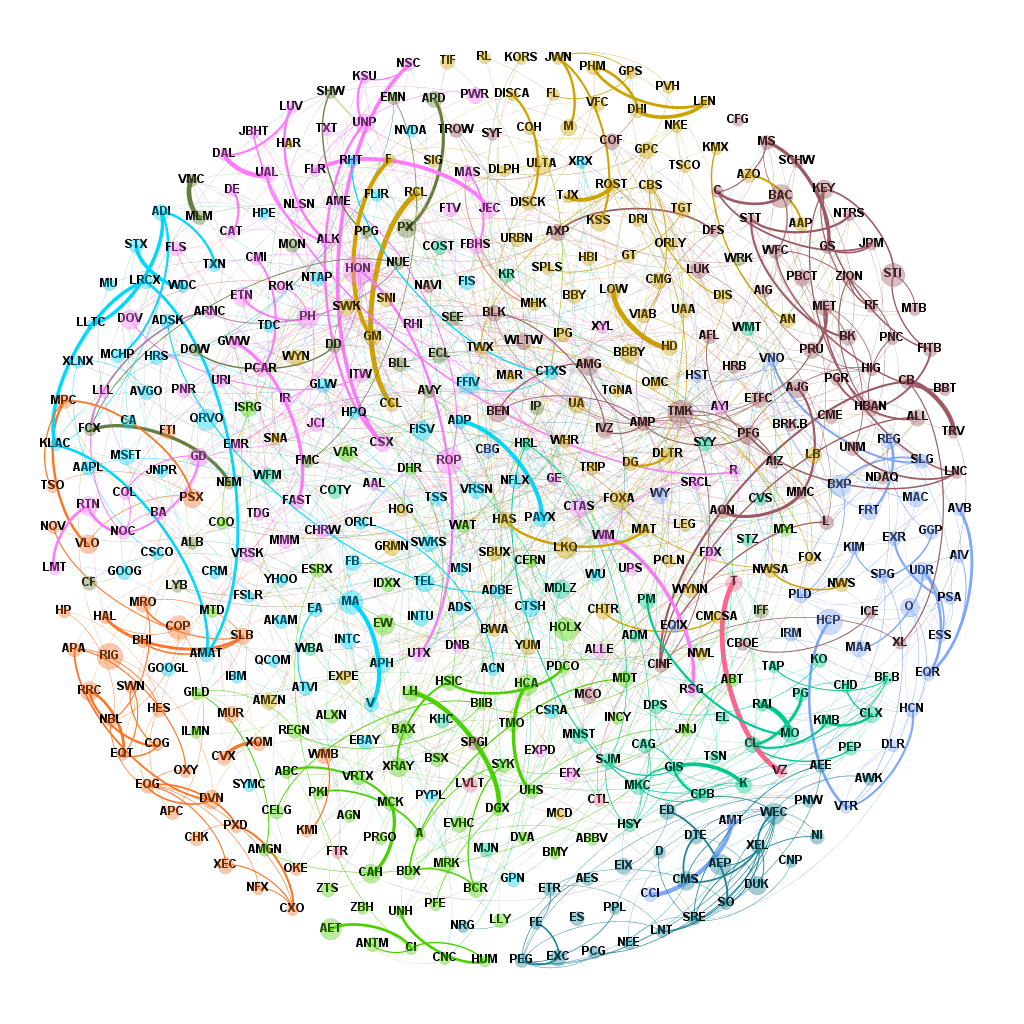 NSC
TIF
RL
KORS
JWN
PHM
GPS
KSU
PVH
SHW
EMN
ARD
PWR
DISCA
FL
VFC
DHI
LEN
LUV
TXT
UNP
NVDA
TROW
SYF
COH
M
COF
NKE
CFG
JBHT
HAR
MS
DAL
UAL
FLR
RHT
F
SIG
MAS
DLPH
ULTA
XRX
GPC
TSCO
KMX
SCHW
VMC
DE
NLSN
AME
FLIR
RCL
FTV
JEC
DISCK
TJX
ROST
CBS
C
AZO
BAC
KEY
ADI
MLM
HPE
CAT
ALK
PPG
PX
COST
FBHS
URBN
AXP
KSS
DRI
TGT
DFS
STT
AAP
NTRS
STX
FLS
MON
CMI
NTAP
HON
NUE
NAVI
FIS
KR
SPLS
HBI
GT
ORLY
LUK
WRK
WFC
GS
JPM
MU
LRCX
WDC
TXN
ETN
ROK
SWK
SNI
MHK
BBY
LOW
CMG
DIS
AIG
PBCT
ZION
STI
LLTC
DOV
ADSK
ARNC
TDC
PH
GM
RHI
SEE
BLK
IPG
XYL
VIAB
UAA
AN
MET
RF
MTB
XLNX
MCHP
HRS
DOW
GWW
WYN
DD
ECL
TWX
WLTW
BBBY
HD
AFL
WMT
PRU
BK
PNC
FITB
LLL
AVGO
PNR
URI
PCAR
GLW
ITW
BLL
FFIV
MAR
CTXS
AMG
HST
HRB
VNO
PGR
HIG
CB
BBT
MPC
CA
QRVO
ISRG
IR
HPQ
CCL
AVY
BEN
IP
UA
TGNA
OMC
AYI
ETFC
AJG
CME
HBAN
ALL
TRV
FCX
FTI
JCI
FISV
ADP
IVZ
AMP
TMK
BRK.B
KLAC
MSFT
EMR
SNA
CSX
CBG
HRL
WHR
SYY
PFG
LB
UNM
REG
SLG
AAPL
JNPR
GD
WFM
FMC
VAR
DHR
ROP
NFLX
GE
TRIP
DG
DLTR
R
AIZ
BXP
NDAQ
LNC
TSO
RTN
COL
PSX
NEM
FAST
COTY
AAL
TSS
VRSN
CTAS
FOXA
WY
SRCL
CVS
MMC
MAC
AVB
NOV
NOC
BA
COO
TDG
CHRW
ORCL
HOG
WAT
HAS
PAYX
WM
MAT
LEG
AON
L
MYL
FRT
GGP
VLO
ALB
VRSK
MMM
GRMN
SWKS
SBUX
LKQ
STZ
KIM
EXR
LMT
CSCO
FB
MSI
CERN
UPS
PCLN
FDX
NWSA
FOX
AIV
CF
GOOG
LYB
CRM
YHOO
ESRX
IDXX
TEL
ADBE
MDLZ
WU
WYNN
T
NWS
SPG
UDR
HP
MRO
MTD
FSLR
EA
MA
INTU
ADS
CTSH
CHTR
PM
PLD
PSA
HAL
COP
AKAM
EW
BWA
HOLX
ADM
EQIX
CMCSA
IFF
HCP
ICE
O
APA
BHI
SLB
WBA
INTC
UTX
DNB
YUM
ALLE
NWL
CBOE
IRM
MAA
XL
ESS
RIG
AMAT
QCOM
APH
ACN
PDCO
CINF
TAP
KO
EQR
RRC
SWN
GOOGL
IBM
EXPE
HSIC
HCA
MDT
RSG
ABT
CHD
BF.B
GILD
AMZN
ATVI
V
LH
BIIB
MCO
RAI
PG
NBL
HES
MUR
ALXN
KHC
TMO
CSRA
INCY
DPS
EL
MO
KMB
CLX
HCN
COG
ILMN
REGN
BAX
SPGI
MNST
JNJ
CL
PEP
DLR
EQT
XOM
WMB
EBAY
BSX
SYK
EXPD
CAG
TSN
VZ
AEE
EOG
OXY
CVX
ABC
VRTX
XRAY
LVLT
EFX
SJM
GIS
K
AWK
SYMC
PKI
MCK
PYPL
UHS
MKC
CPB
VTR
APC
DVN
CELG
AGN
DGX
CTL
ED
PNW
CHK
PXD
KMI
PRGO
A
EVHC
DVA
MCD
HSY
AMT
WEC
NI
XEC
AMGN
FTR
MJN
BMY
ABBV
DTE
XEL
OKE
CAH
BDX
MRK
D
AEP
CNP
NFX
ZTS
BCR
GPN
EIX
CMS
DUK
CXO
ZBH
UNH
PFE
ETR
AES
CCI
SO
AET
LLY
NRG
FE
ES
PPL
SRE
ANTM
CI
CNC
HUM
PEG
EXC
PCG
NEE
LNT